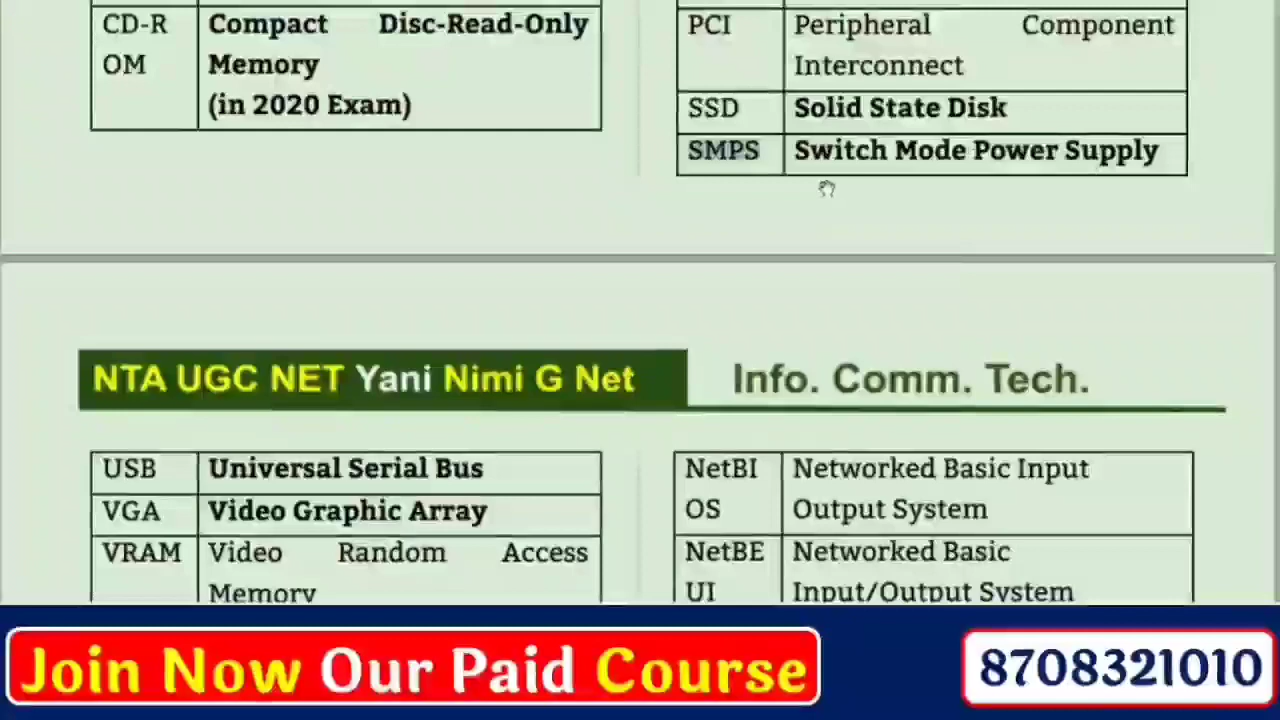 CD-R Compact Disc-Read-Only
OM Memory
(in 2020 Exam)
PCI Peripheral Component
Interconnect
SSD Solid State Disk
SMPS Switch Mode Power Supply
NTA UGC NET Yani Nimi G Net Info. Comm. Tech.
USB Universal Serial Bus
VGA Video Graphic Array
VRAM Video Random Access
Memory
NetBI Networked Basic Input
OS Output System
NetBE Networked Basic
UI Input/Output System
Join Now Our Paid Course 8708321010